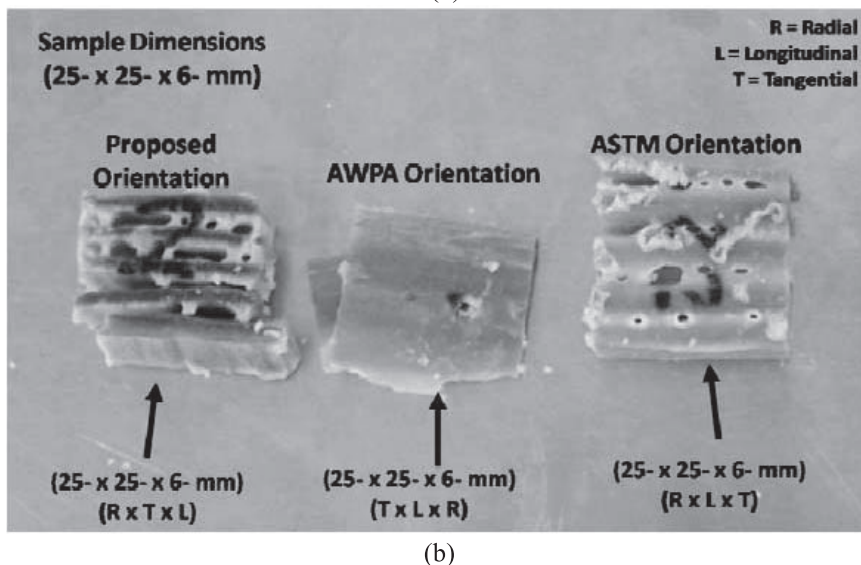 Sample Dimensions
(25- x 25- x 6- mm)
R = Radial
L = Longitudinal
T = Tangential
Proposed
Orientation
AWPA Orientation
ASTM Orientation
(25- x 25- x 6- mm)
(R x T x L)
(25- x 25- x 6- mm)
(T x L x R)
(25- x 25- x 6- mm)
(R x L x T)
(b)